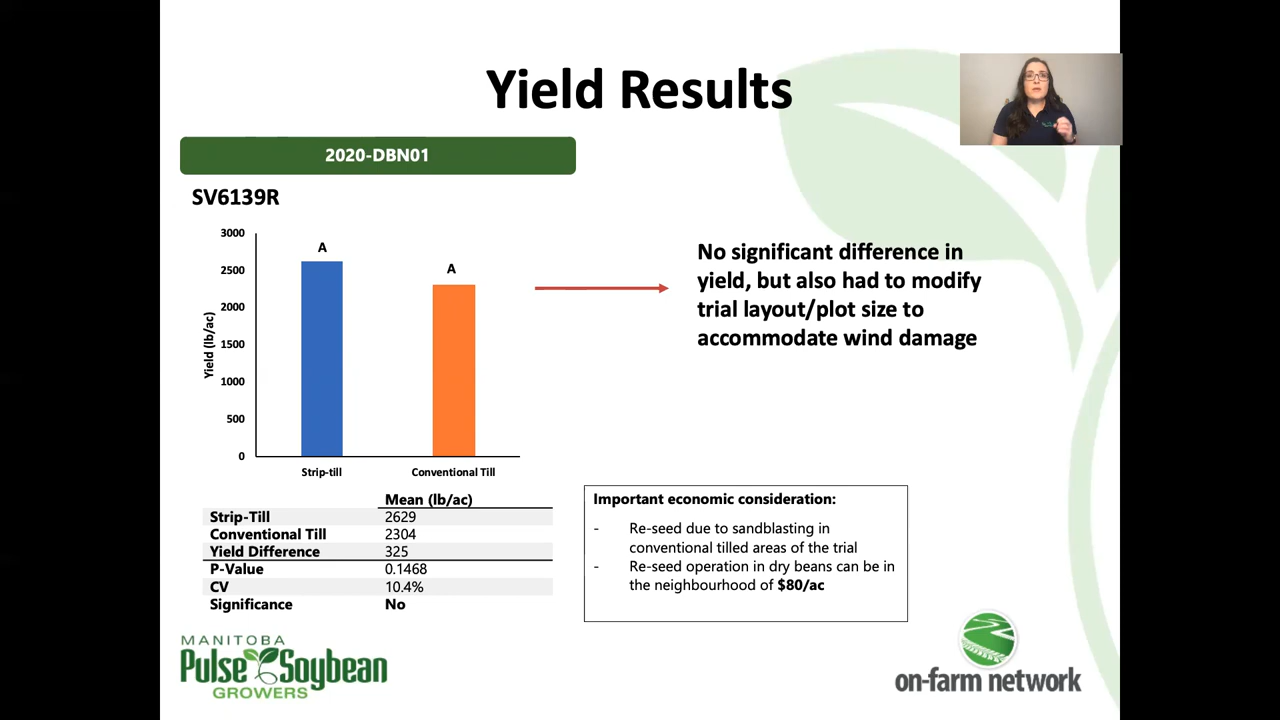 Yield Results
2020-DBN01
SV6139R
3000
2500
2000
1500
1000
500
0
Yield (lb/ac)
A
A
Strip-till
Conventional Till
No significant difference in
yield, but also had to modify
trial layout/plot size to
accommodate wind damage
Mean (lb/ac)
Strip-Till 2629
Conventional Till 2304
Yield Difference 325
P-Value 0.1468
CV 10.4%
Significance No
Important economic consideration:
- Re-seed due to sandblasting in
conventional tilled areas of the trial
- Re-seed operation in dry beans can be in
the neighbourhood of $80/ac
MANITOBA
Pulse Soybean
GROWERS
on-farm network